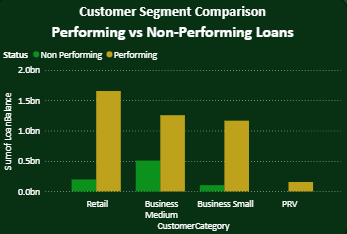 Customer Segment Comparison
Performing vs Non-Performing Loans
Status Non Performing Performing
2.0bn
1.5bn
1.0bn
0.5bn
0.0bn
Sum of LoanBalance
Retail
Business Medium
Business Small
PRV
CustomerCategory